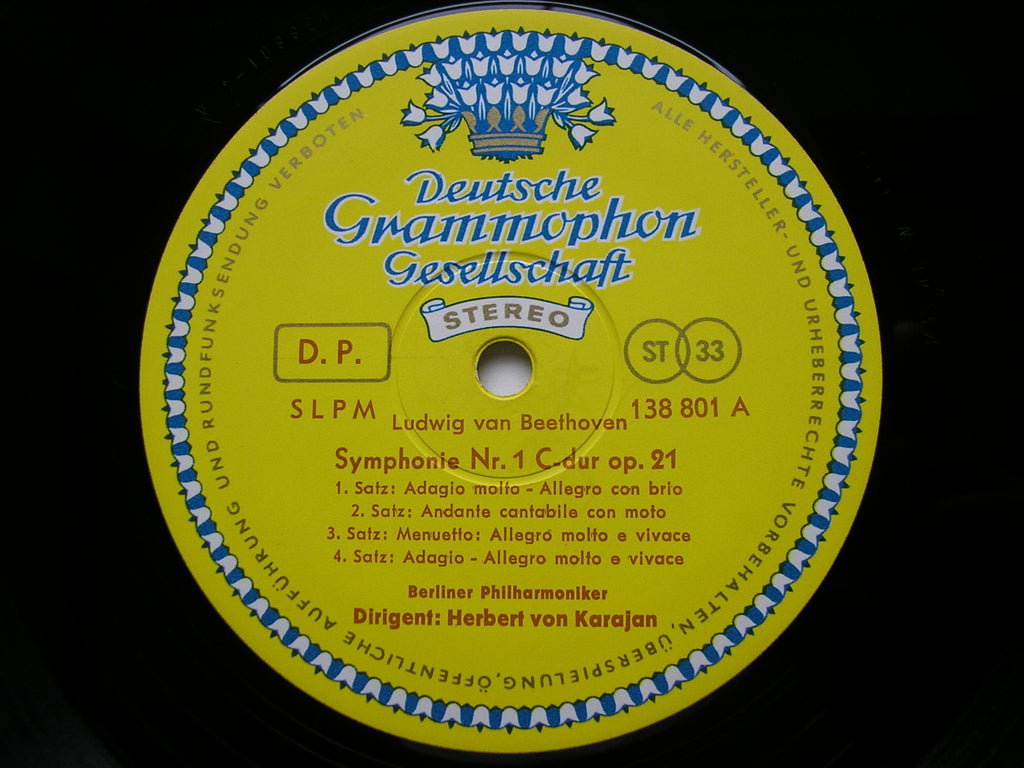 Deutsche
Grammophon
Gesellschaft
STEREO
D. P.
ST 33
SLPM
138 801 A
Ludwig van Beethoven
Symphonie Nr. 1 C-dur op. 21
1. Satz: Adagio molto - Allegro con brio
2. Satz: Andante cantabile con moto
3. Satz: Menuetto: Allegro molto e vivace
4. Satz: Adagio - Allegro molto e vivace
Berliner Philharmoniker
Dirigent: Herbert von Karajan
ALLE HERSTELLER- UND URHEBERRECHTE VORBEHALTEN, ÜBERSPIELUNG, ÖFFENTLICHE AUFFÜHRUNG UND RUNDFUNKSENDUNG VERBOTEN